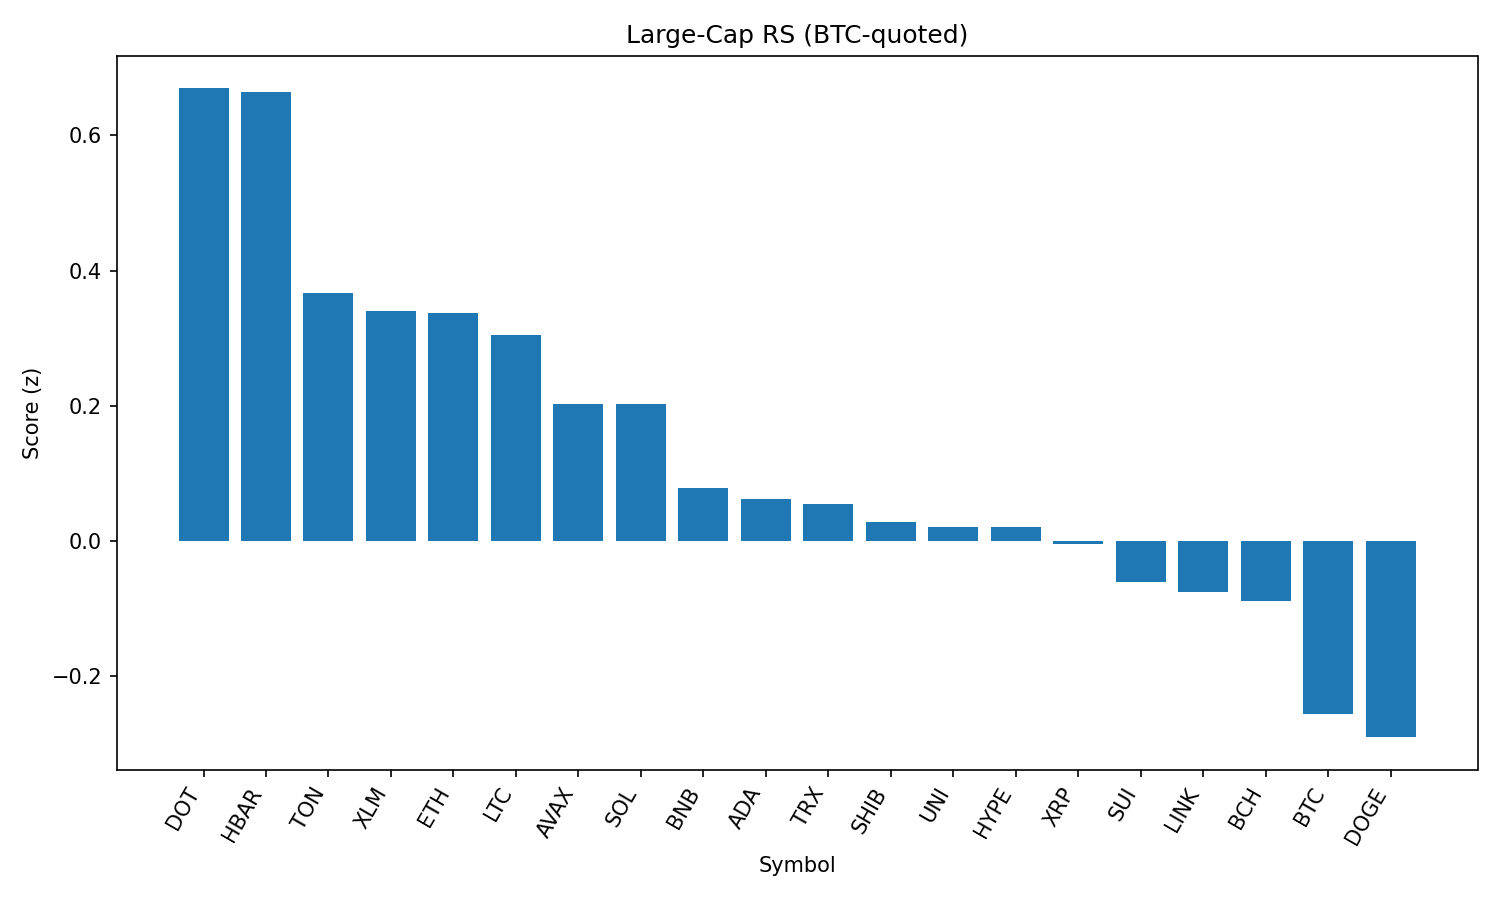 Large-Cap RS (BTC-quoted)
Score (z)
0.6
0.4
0.2
0.0
−0.2
DOT
HBAR
TON
XLM
ETH
LTC
AVAX
SOL
BNB
ADA
TRX
SHIB
UNI
HYPE
XRP
SUI
LINK
BCH
BTC
DOGE
Symbol